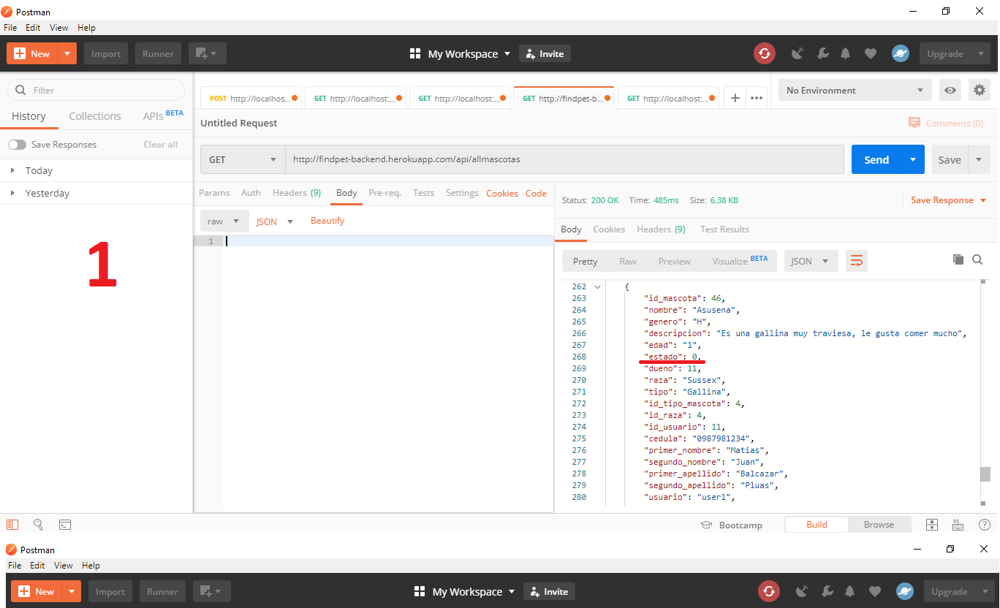 Postman
File Edit View Help
New Import Runner My Workspace Invite Upgrade
Filter
History Collections APIs BETA
Save Responses Clear all
Today
Yesterday
1
POST http://localhos... GET http://localhost:... GET http://localhost:... GET http://findpet-b... GET http://localhost:... + ••• No Environment
Untitled Request Comments (0)
GET http://findpet-backend.herokuapp.com/api/allmascotas Send Save
Params Auth Headers (9) Body Pre-req. Tests Settings Cookies Code
raw JSON Beautify
1
Status: 200 OK Time: 485ms Size: 6.38 KB Save Response
Body Cookies Headers (9) Test Results
Pretty Raw Preview Visualize BETA JSON
262 {
263 "id_mascota": 46,
264 "nombre": "Asusena",
265 "genero": "H",
266 "descripcion": "Es una gallina muy traviesa, le gusta comer mucho",
267 "edad": "1",
268 "estado": 0,
269 "dueno": 11,
270 "raza": "Sussex",
271 "tipo": "Gallina",
272 "id_tipo_mascota": 4,
273 "id_raza": 4,
274 "id_usuario": 11,
275 "cedula": "0987981234",
276 "primer_nombre": "Matias",
277 "segundo_nombre": "Juan",
278 "primer_apellido": "Balcazar",
279 "segundo_apellido": "Pluas",
280 "usuario": "user1",
Bootcamp Build Browse
Postman
File Edit View Help
New Import Runner My Workspace Invite Upgrade